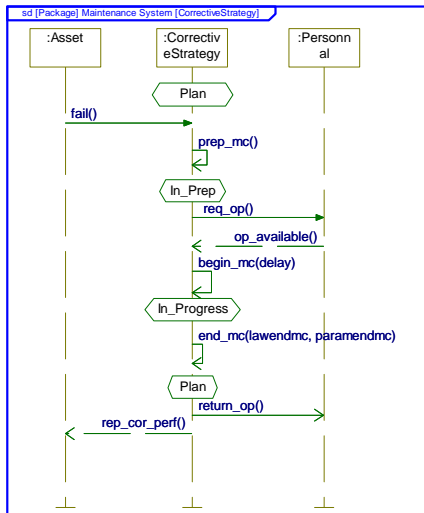 sd [Package] Maintenance System [CorrectiveStrategy]
:Asset
:Correctiv
eStrategy
:Personn
al
Plan
fail()
prep_mc()
In_Prep
req_op()
op_available()
begin_mc(delay)
In_Progress
end_mc(lawendmc, paramendmc)
Plan
return_op()
rep_cor_perf()